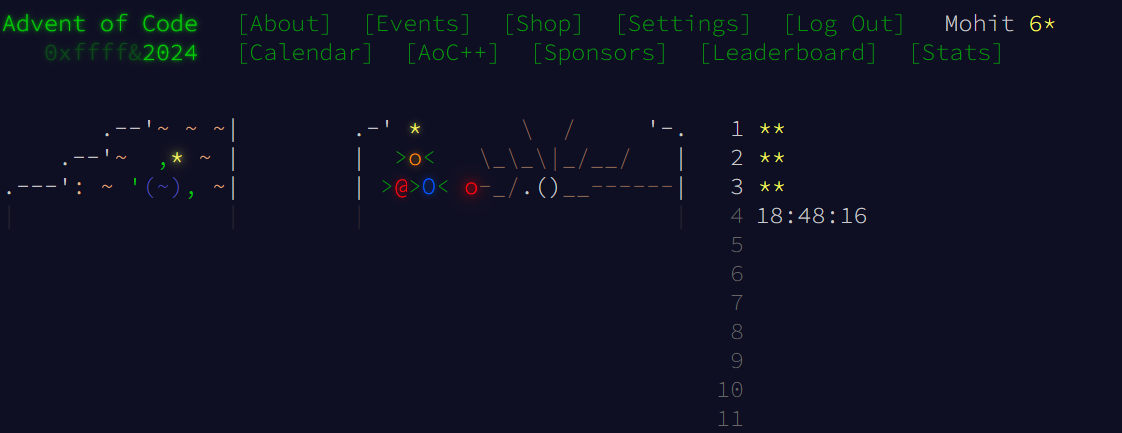 Advent of Code [About] [Events] [Shop] [Settings] [Log Out] Mohit 6*
0xffff&2024 [Calendar] [AoC++] [Sponsors] [Leaderboard] [Stats]
.--'~ ~ ~| .-' * \ / '-. 1 **
.--'~ ,* ~ | | >o< \_\_\|_/__/ | 2 **
.---': ~ '(~), ~| | >@>O< o-_/.()__------| 3 **
| | | | 4 18:48:16
5
6
7
8
9
10
11